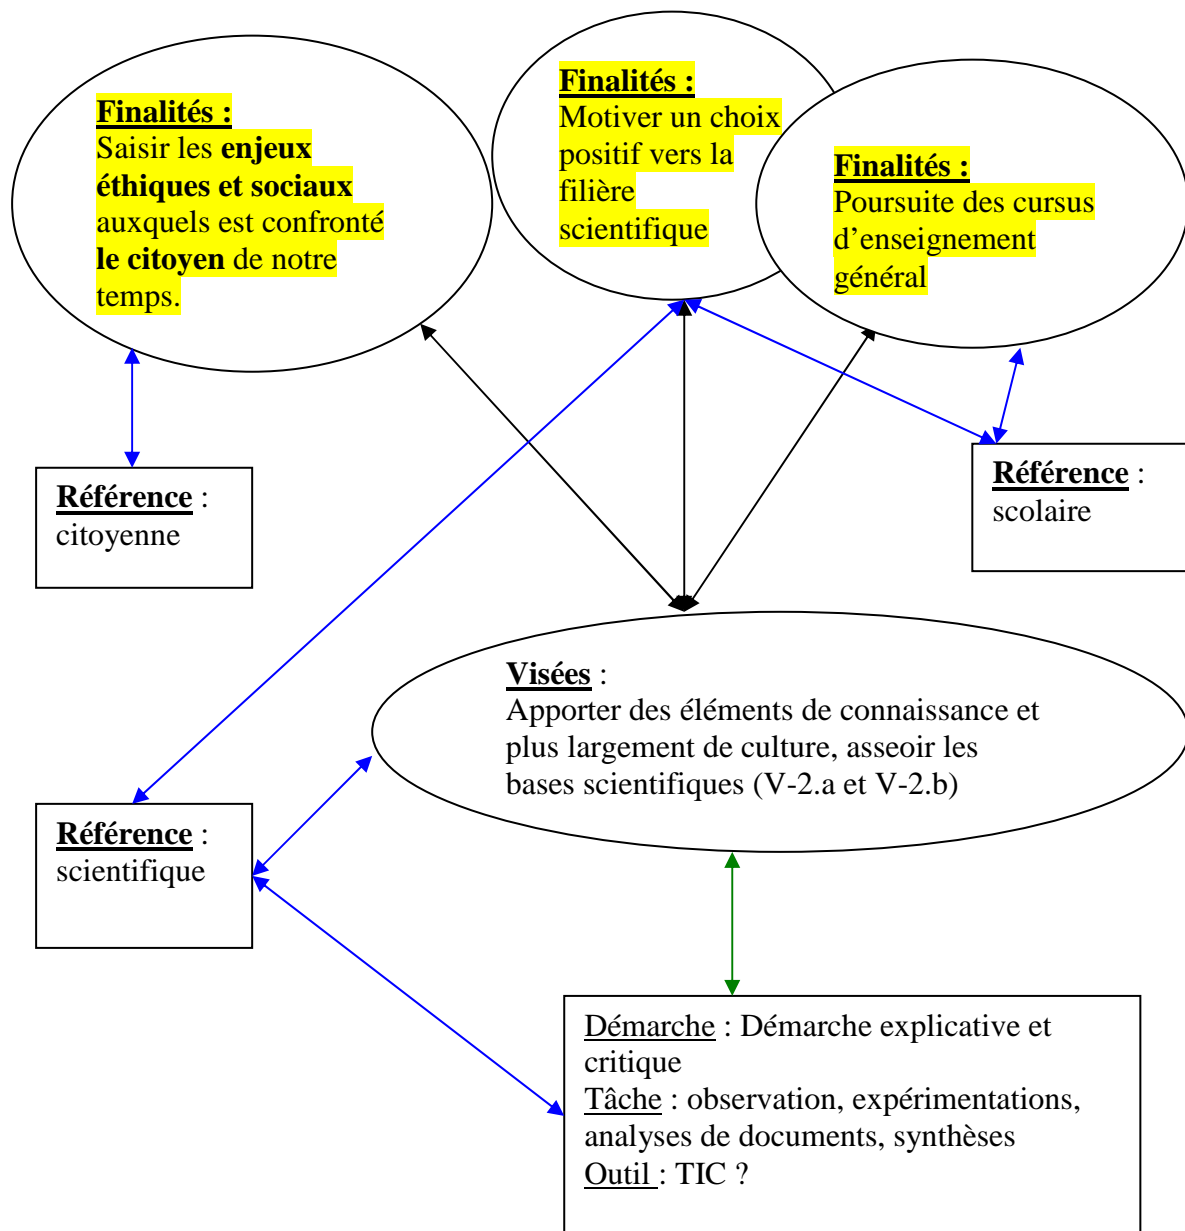 Finalités :
Saisir les enjeux
éthiques et sociaux
auxquels est confronté
le citoyen de notre
temps.
Finalités :
Motiver un choix
positif vers la
filière
scientifique
Finalités :
Poursuite des cursus
d’enseignement
général
Référence :
citoyenne
Référence :
scolaire
Visées :
Apporter des éléments de connaissance et
plus largement de culture, asseoir les
bases scientifiques (V-2.a et V-2.b)
Référence :
scientifique
Démarche : Démarche explicative et
critique
Tâche : observation, expérimentations,
analyses de documents, synthèses
Outil : TIC ?